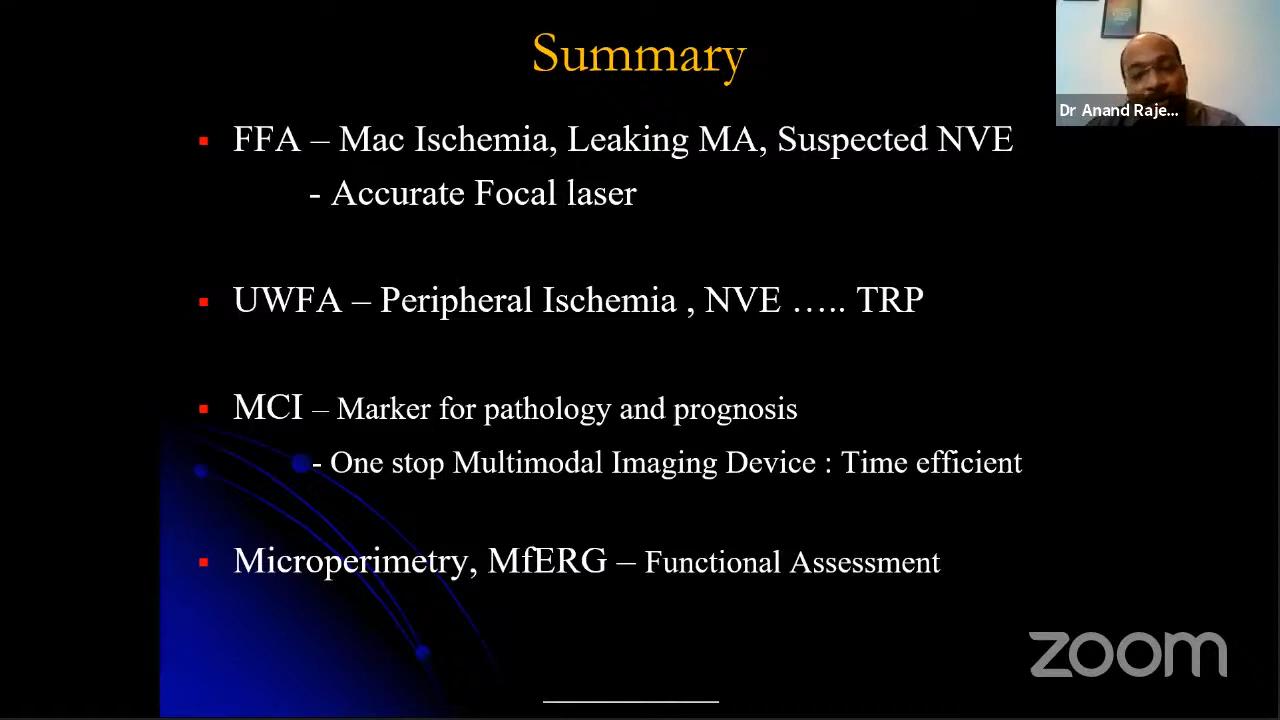 Summary
Dr Anand Raje...
▪ FFA – Mac Ischemia, Leaking MA, Suspected NVE
- Accurate Focal laser
▪ UWFA – Peripheral Ischemia , NVE ….. TRP
▪ MCI – Marker for pathology and prognosis
- One stop Multimodal Imaging Device : Time efficient
▪ Microperimetry, MfERG – Functional Assessment
zoom